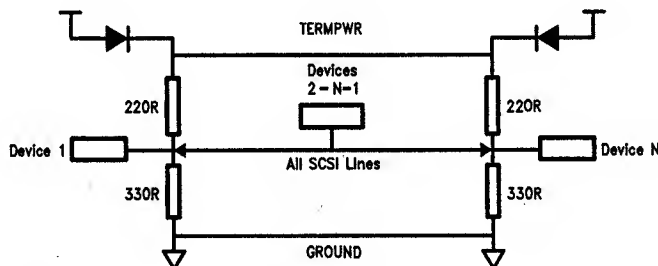 TERMPWR
Devices
2-N-1
220R
220R
Device 1
Device N
All SCSI Lines
330R
330R
GROUND